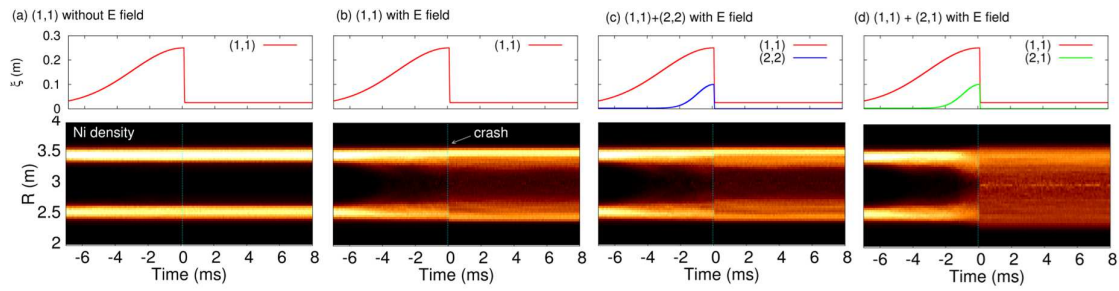 (a) (1,1) without E field
(b) (1,1) with E field
(c) (1,1)+(2,2) with E field
(d) (1,1) + (2,1) with E field
ξ (m)
0.3
0.2
0.1
0
(1,1)
(1,1)
(1,1)
(2,2)
(1,1)
(2,1)
R (m)
4
3.5
3
2.5
2
Ni density
crash
-6 -4 -2 0 2 4 6 8
-6 -4 -2 0 2 4 6 8
-6 -4 -2 0 2 4 6 8
-6 -4 -2 0 2 4 6 8
Time (ms)
Time (ms)
Time (ms)
Time (ms)